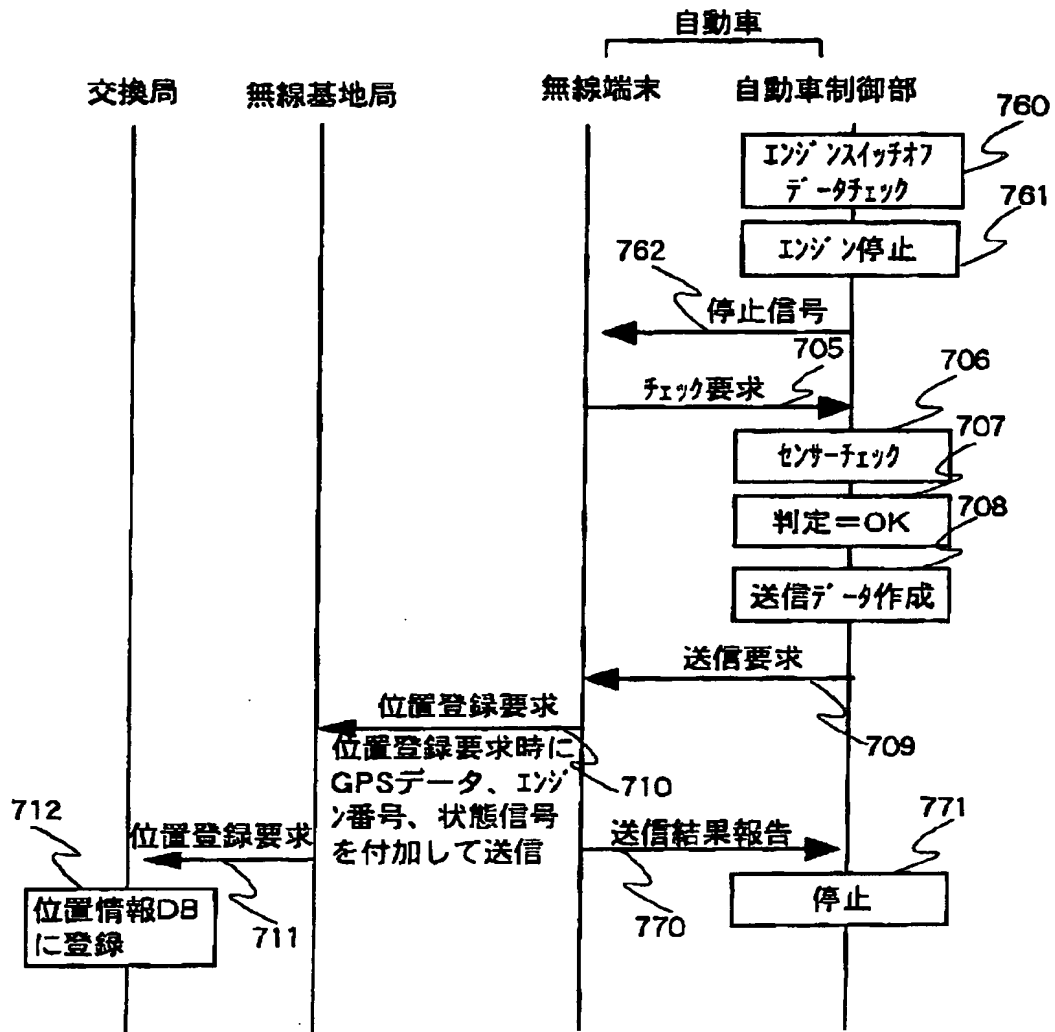 自動車
交換局
無線基地局
無線端末
自動車制御部
760
エンジンスイッチオフ
データチェック
761
エンジン停止
762
停止信号
705
チェック要求
706
センサーチェック
707
判定=OK
708
送信データ作成
送信要求
709
位置登録要求
位置登録要求時に
GPSデータ、エンジ
ン番号、状態信号
を付加して送信
710
712
位置登録要求
711
位置情報DB
に登録
送信結果報告
770
771
停止